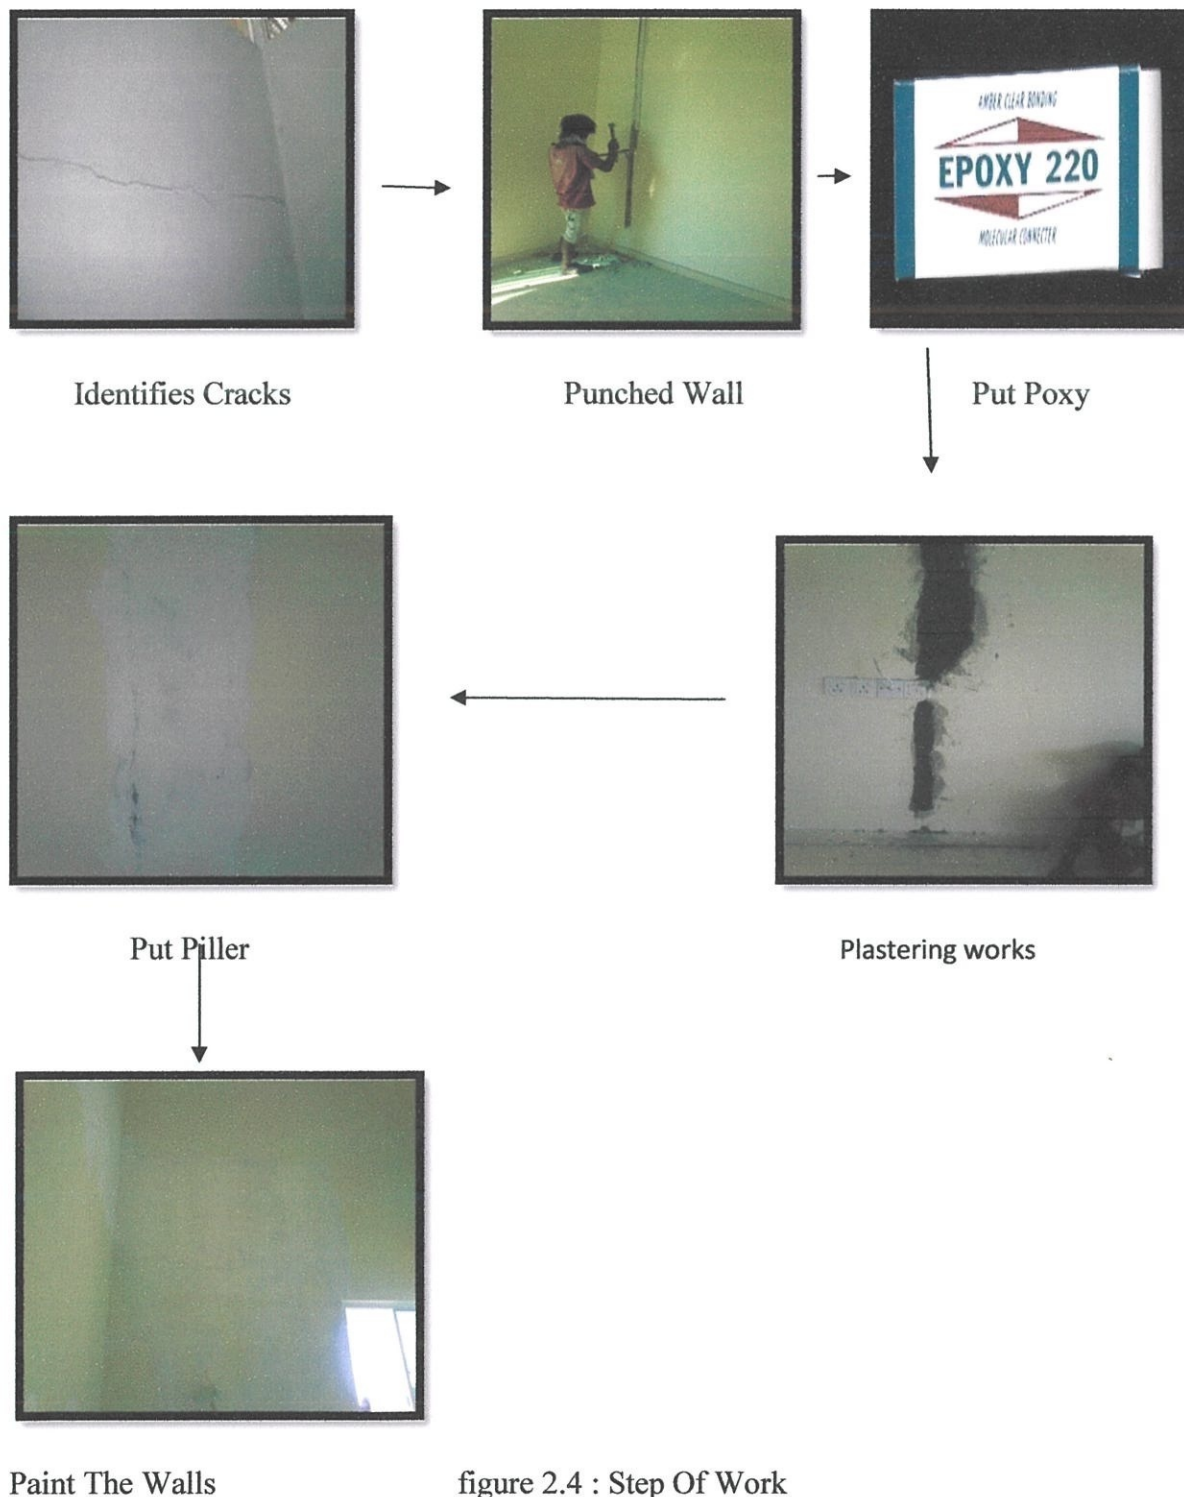 AMBER CLEAR BONDING
EPOXY 220
MOLECULAR CONNECTER
Identifies Cracks
Punched Wall
Put Poxy
Put Piller
Plastering works
Paint The Walls
figure 2.4 : Step Of Work